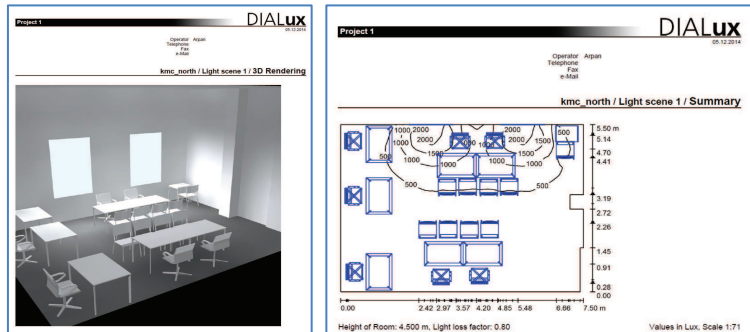 Project 1
DIALux
05.12.2014
Operator Arpan
Telephone
Fax
e-Mail
kmc_north / Light scene 1 / 3D Rendering
Project 1
DIALux
05.12.2014
Operator Arpan
Telephone
Fax
e-Mail
kmc_north / Light scene 1 / Summary
1000 2000 2000 500 5.50 m
1000 1000 1500 5.14
1500 1500 4.70
500 1000 1000 1000 4.41
500 500
3.19
2.72
2.26
1.45
0.91
0.28
0.00
0.00 2.42 2.97 3.57 4.20 4.85 5.48 6.66 7.50 m
Height of Room: 4.500 m, Light loss factor: 0.80 Values in Lux, Scale 1:71